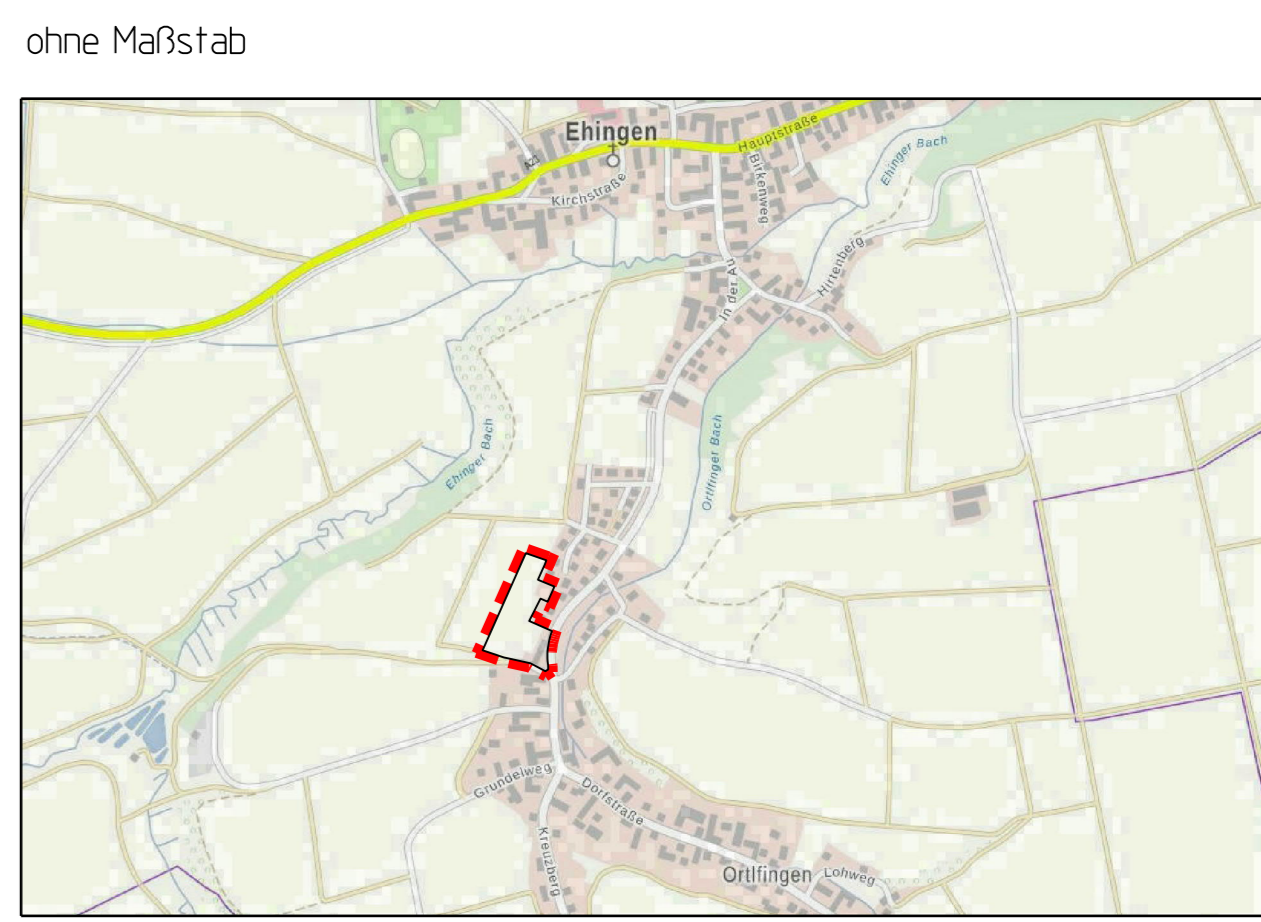 ohne Maßstab
Ehingen
Hauptstraße
Ehinger Bach
A23
Birkenweg
Kirchstraße
Hirtenberg
In der Au
Ehinger Bach
Ortlfinger Bach
Grundelweg
Dorfstraße
Kreuzberg
Ortlfingen
Lohweg